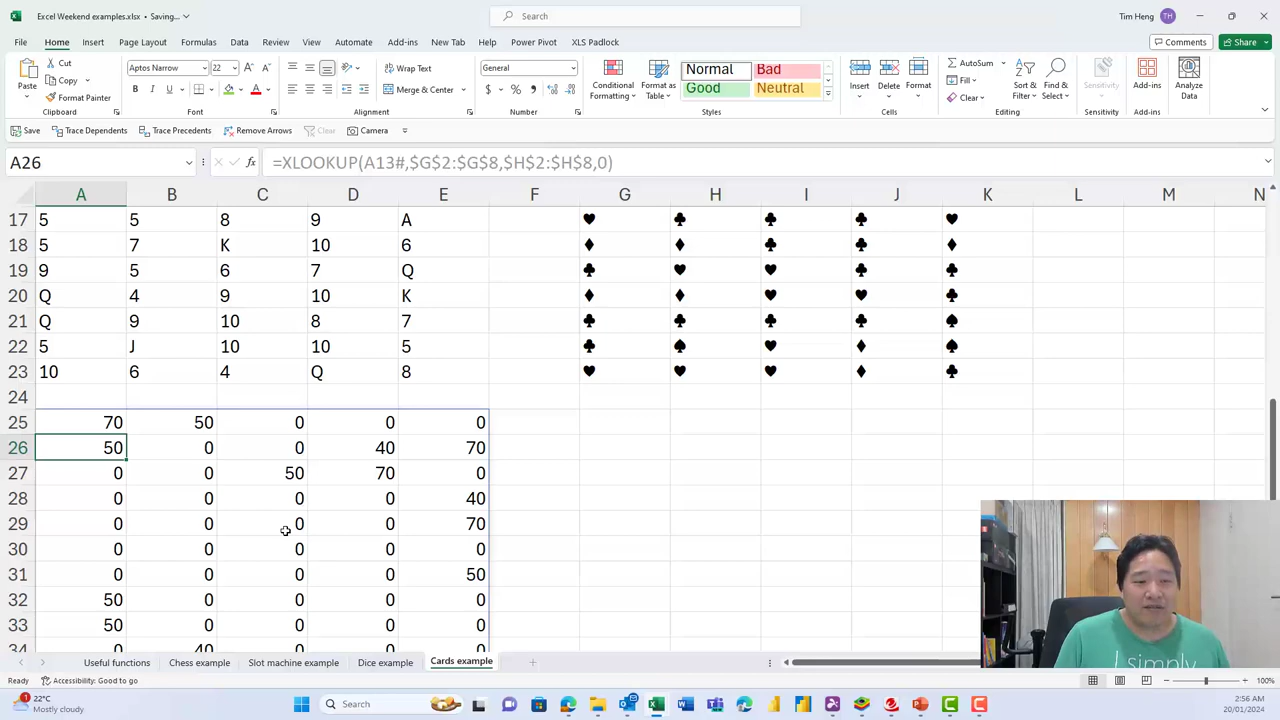 Excel Weekend examples.xlsx • Saving...
Search
Tim Heng TH
File Home Insert Page Layout Formulas Data Review View Automate Add-ins New Tab Help Power Pivot XLS Padlock
Comments Share
Paste
Cut
Copy
Format Painter
Clipboard
Aptos Narrow 22
B I U
Font
Wrap Text
Merge & Center
Alignment
General
$ % ,
Number
Conditional Formatting
Format as Table
Normal Bad
Good Neutral
Styles
Insert Delete Format
Cells
AutoSum
Fill
Clear
Sort & Filter
Find & Select
Editing
Sensitivity
Sensitivity
Add-ins
Add-ins
Analyze Data
Save Trace Dependents Trace Precedents Remove Arrows Clear Camera
A26 fx =XLOOKUP(A13#,$G$2:$G$8,$H$2:$H$8,0)
A B C D E F G H I J K L M N
17 5 5 8 9 A ♥ ♣ ♣ ♣ ♥
18 5 7 K 10 6 ♦ ♦ ♣ ♣ ♦
19 9 5 6 7 Q ♣ ♥ ♥ ♣ ♣
20 Q 4 9 10 K ♦ ♦ ♥ ♥ ♣
21 Q 9 10 8 7 ♣ ♣ ♣ ♣ ♠
22 5 J 10 10 5 ♣ ♠ ♥ ♦ ♠
23 10 6 4 Q 8 ♥ ♥ ♥ ♦ ♣
24
25 70 50 0 0 0
26 50 0 0 40 70
27 0 0 50 70 0
28 0 0 0 0 40
29 0 0 0 0 70
30 0 0 0 0 0
31 0 0 0 0 50
32 50 0 0 0 0
33 50 0 0 0 0
34 0 40 0 0 0
I simply
Useful functions Chess example Slot machine example Dice example Cards example
Ready Accessibility: Good to go 100%
22°C
Mostly cloudy
Search
2:56 AM
20/01/2024